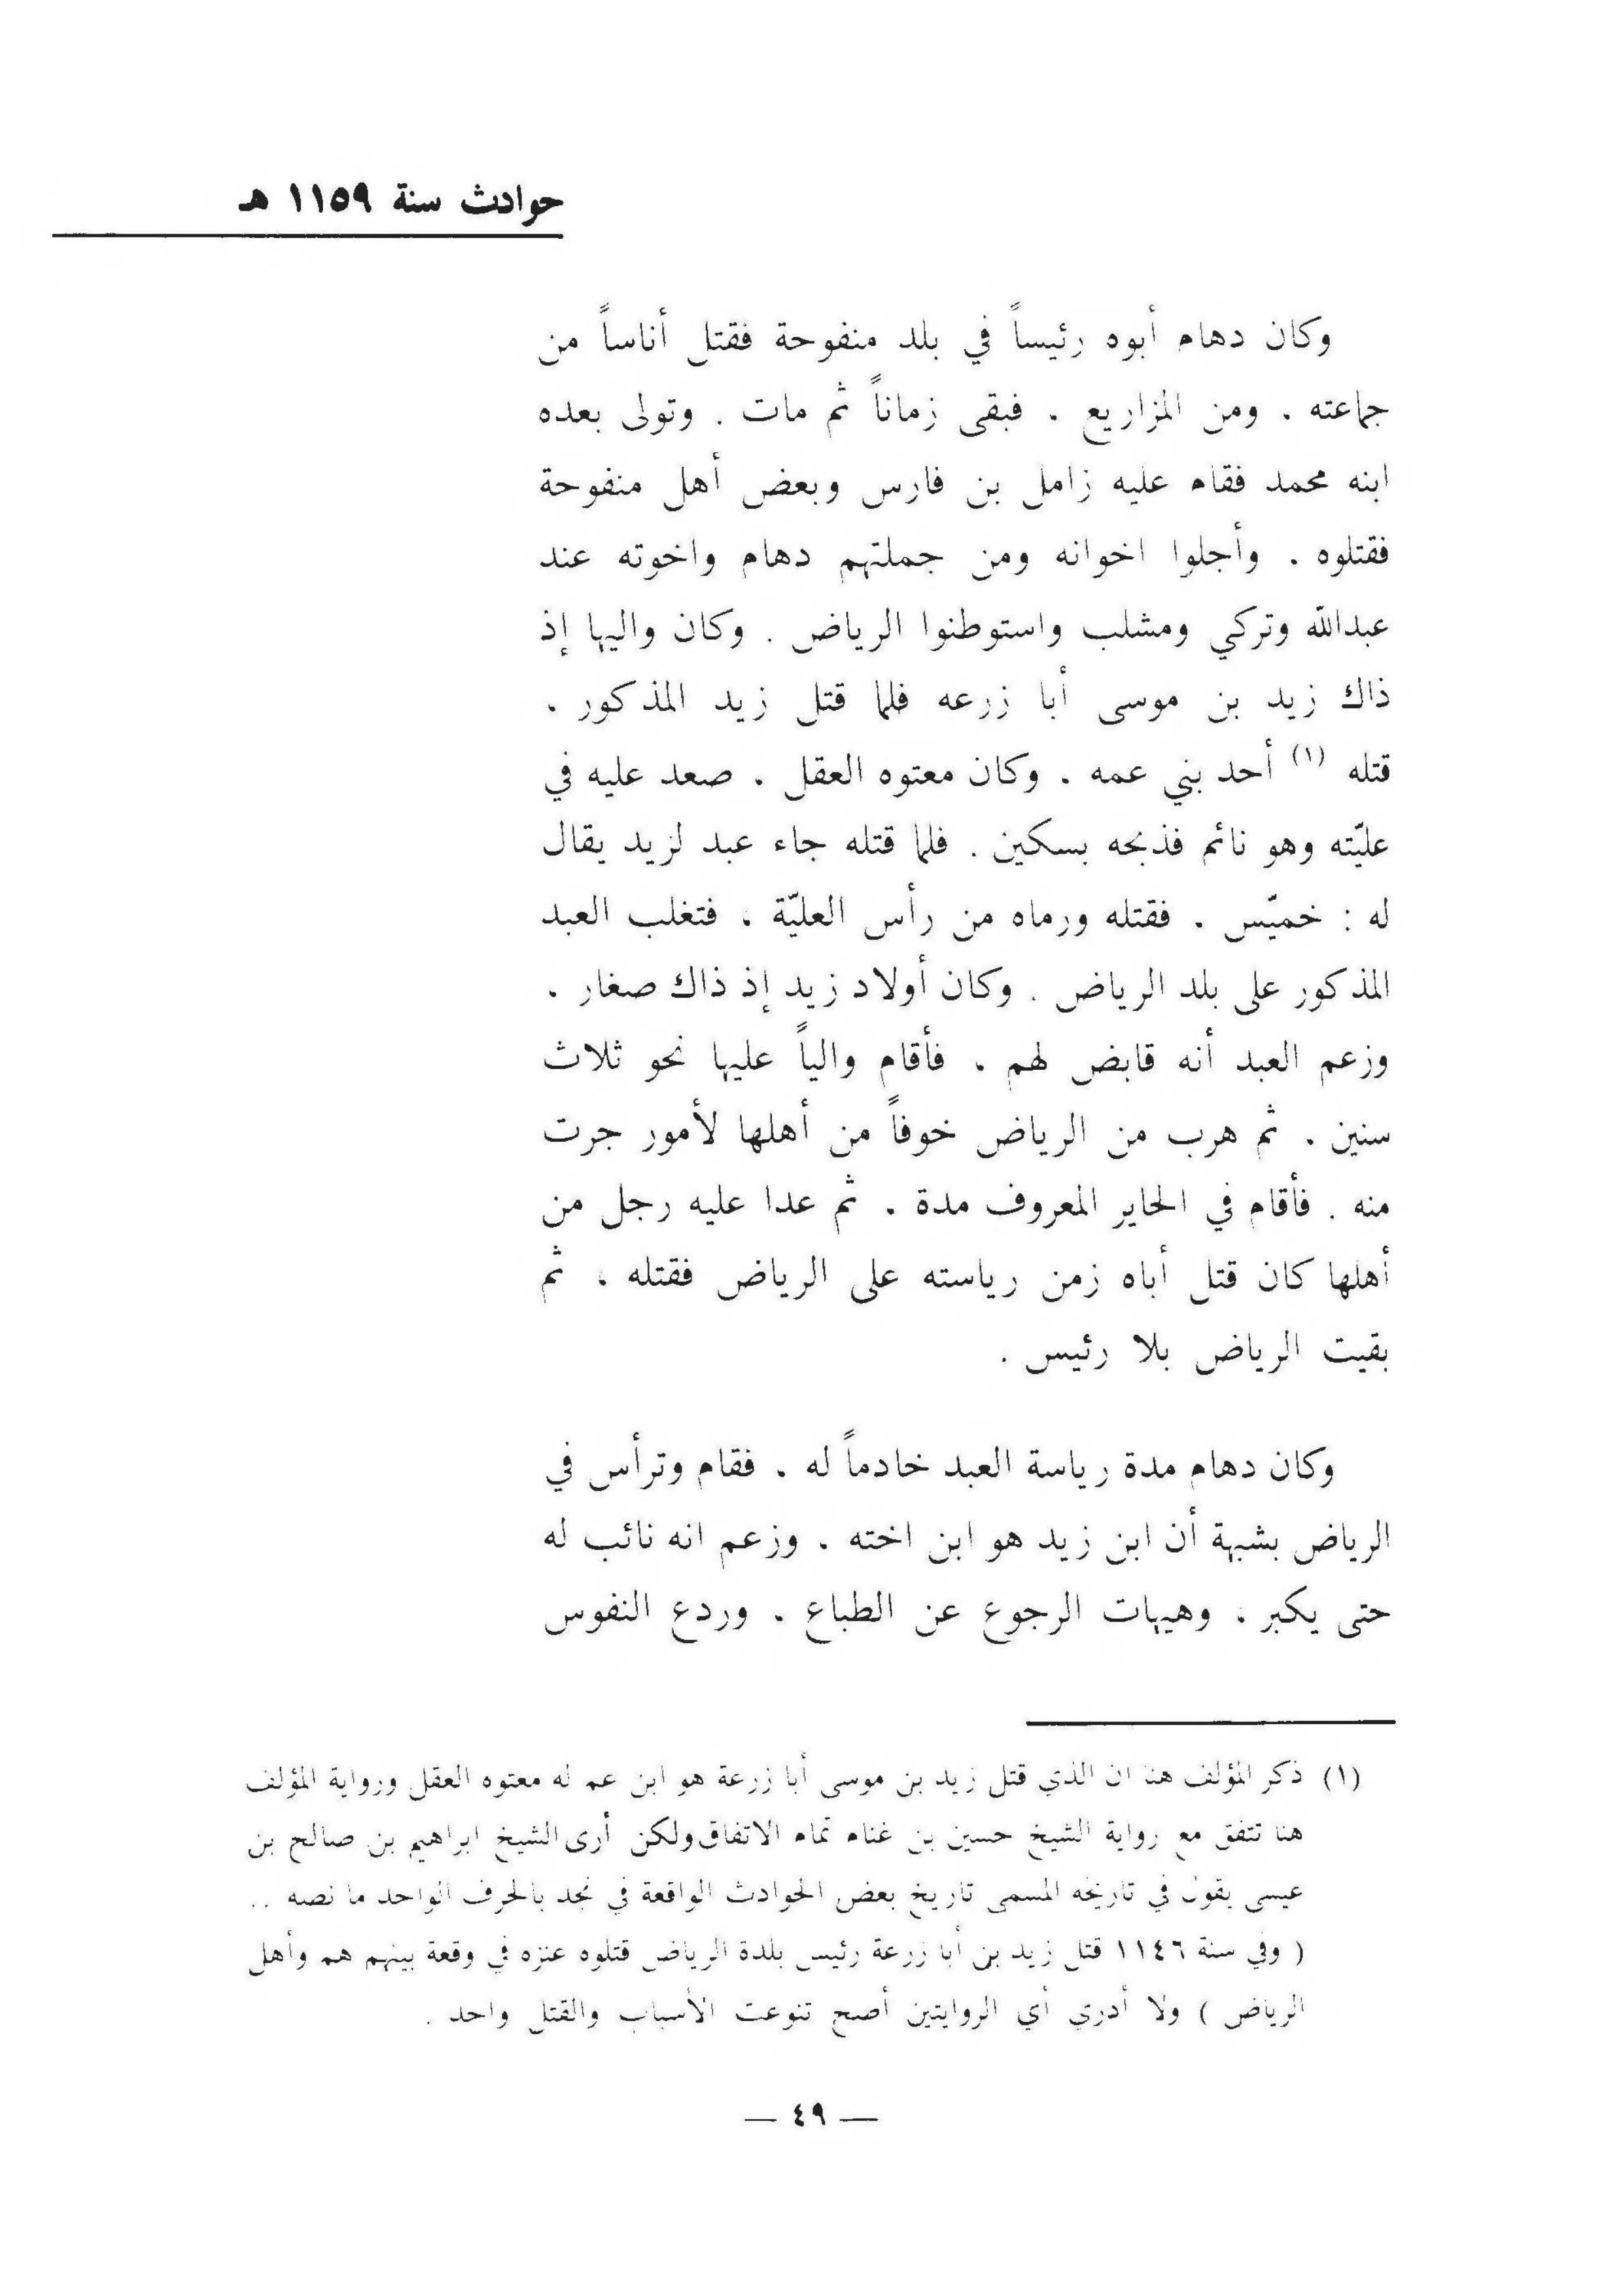 حوادث سنة ١١٥٩ هـ
وكان دهام أبوه رئيساً في بلد منفوحة فقتل أناساً من
جماعته . ومن المزاريع . فبقى زماناً ثم مات . وتولى بعده
ابنه محمد فقام عليه زامل بن فارس وبعض أهل منفوحة
فقتلوه . وأجلوا اخوانه ومن جملتهم دهام واخوته عند
عبدالله وتركي ومشلب واستوطنوا الرياض . وكان واليها إذ
ذاك زيد بن موسى أبا زرعه فلما قتل زيد المذكور .
قتله (١) أحد بني عمه . وكان معتوه العقل . صعد عليه في
عليّته وهو نائم فذبحه بسكين . فلما قتله جاء عبد لزيد يقال
له : خميّس . فقتله ورماه من رأس العليّة . فتغلب العبد
المذكور على بلد الرياض . وكان أولاد زيد إذ ذاك صغار .
وزعم العبد أنه قابض لهم . فأقام والياً عليها نحو ثلاث
سنين . ثم هرب من الرياض خوفاً من أهلها لأمور جرت
منه . فأقام في الحاير المعروف مدة . ثم عدا عليه رجل من
أهلها كان قتل أباه زمن رياسته على الرياض فقتله . ثم
بقيت الرياض بلا رئيس .
وكان دهام مدة رياسة العبد خادماً له . فقام وترأس في
الرياض بشبهة أن ابن زيد هو ابن اخته . وزعم انه نائب له
حتى يكبر . وهيهات الرجوع عن الطباع . وردع النفوس
(١) ذكر المؤلف هنا ان الذي قتل زيد بن موسى أبا زرعة هو ابن عم له معتوه العقل ورواية المؤلف
هنا تتفق مع رواية الشيخ حسين بن غنام تمام الاتفاق ولكن أرى الشيخ ابراهيم بن صالح بن
عيسى يقول في تاريخه المسمى تاريخ بعض الحوادث الواقعة في نجد بالحرف الواحد ما نصه ..
( وفي سنة ١١٤٦ قتل زيد بن أبا زرعة رئيس بلدة الرياض قتلوه عنزه في وقعة بينهم هم وأهل
الرياض ) ولا أدري أي الروايتين أصح تنوعت الأسباب والقتل واحد .
— ٤٩ —